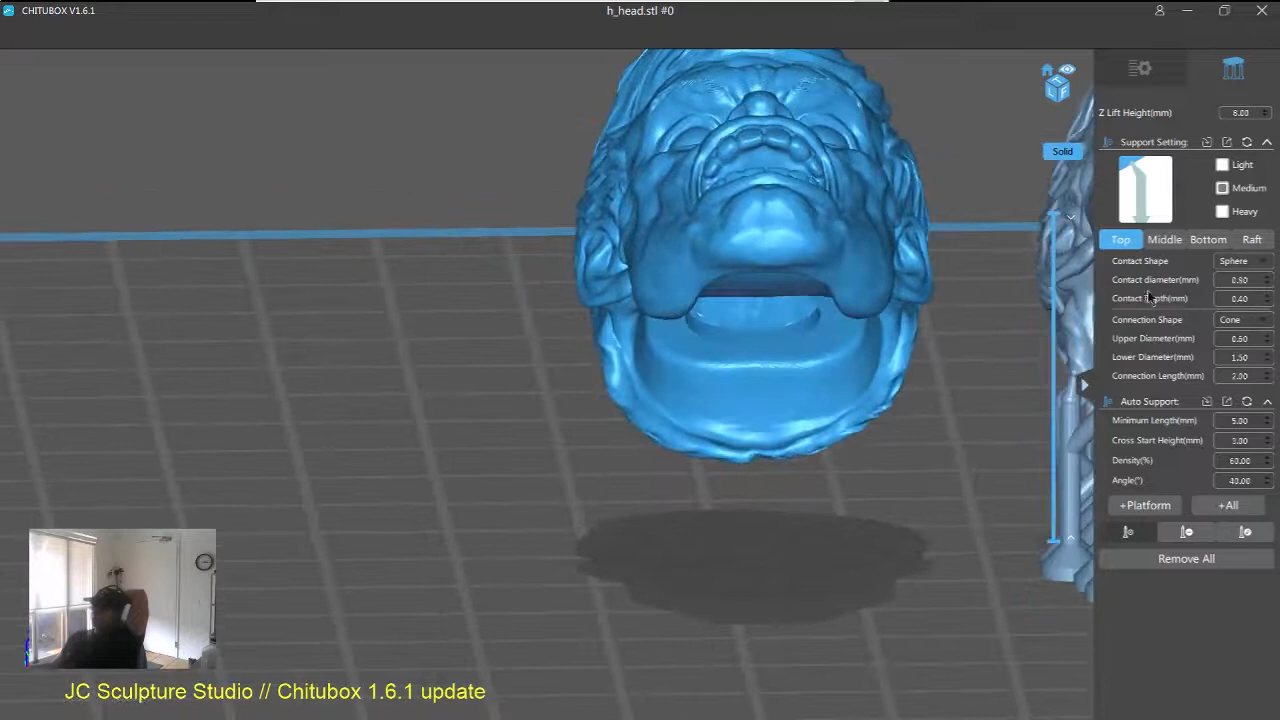 CHITUBOX V1.6.1
h_head.stl #0
Z Lift Height(mm) 6.00
Support Setting:
Solid
Light
Medium
Heavy
Top Middle Bottom Raft
Contact Shape Sphere
Contact diameter(mm) 0.80
Contact 0.40
Connection Shape Cone
Upper Diameter(mm) 0.60
Lower Diameter(mm) 1.50
Connection Length(mm) 2.00
Auto Support:
Minimum Length(mm) 5.00
Cross Start Height(mm) 3.00
Density(%) 60.00
Angle(°) 40.00
+Platform +All
Remove All
JC Sculpture Studio // Chitubox 1.6.1 update